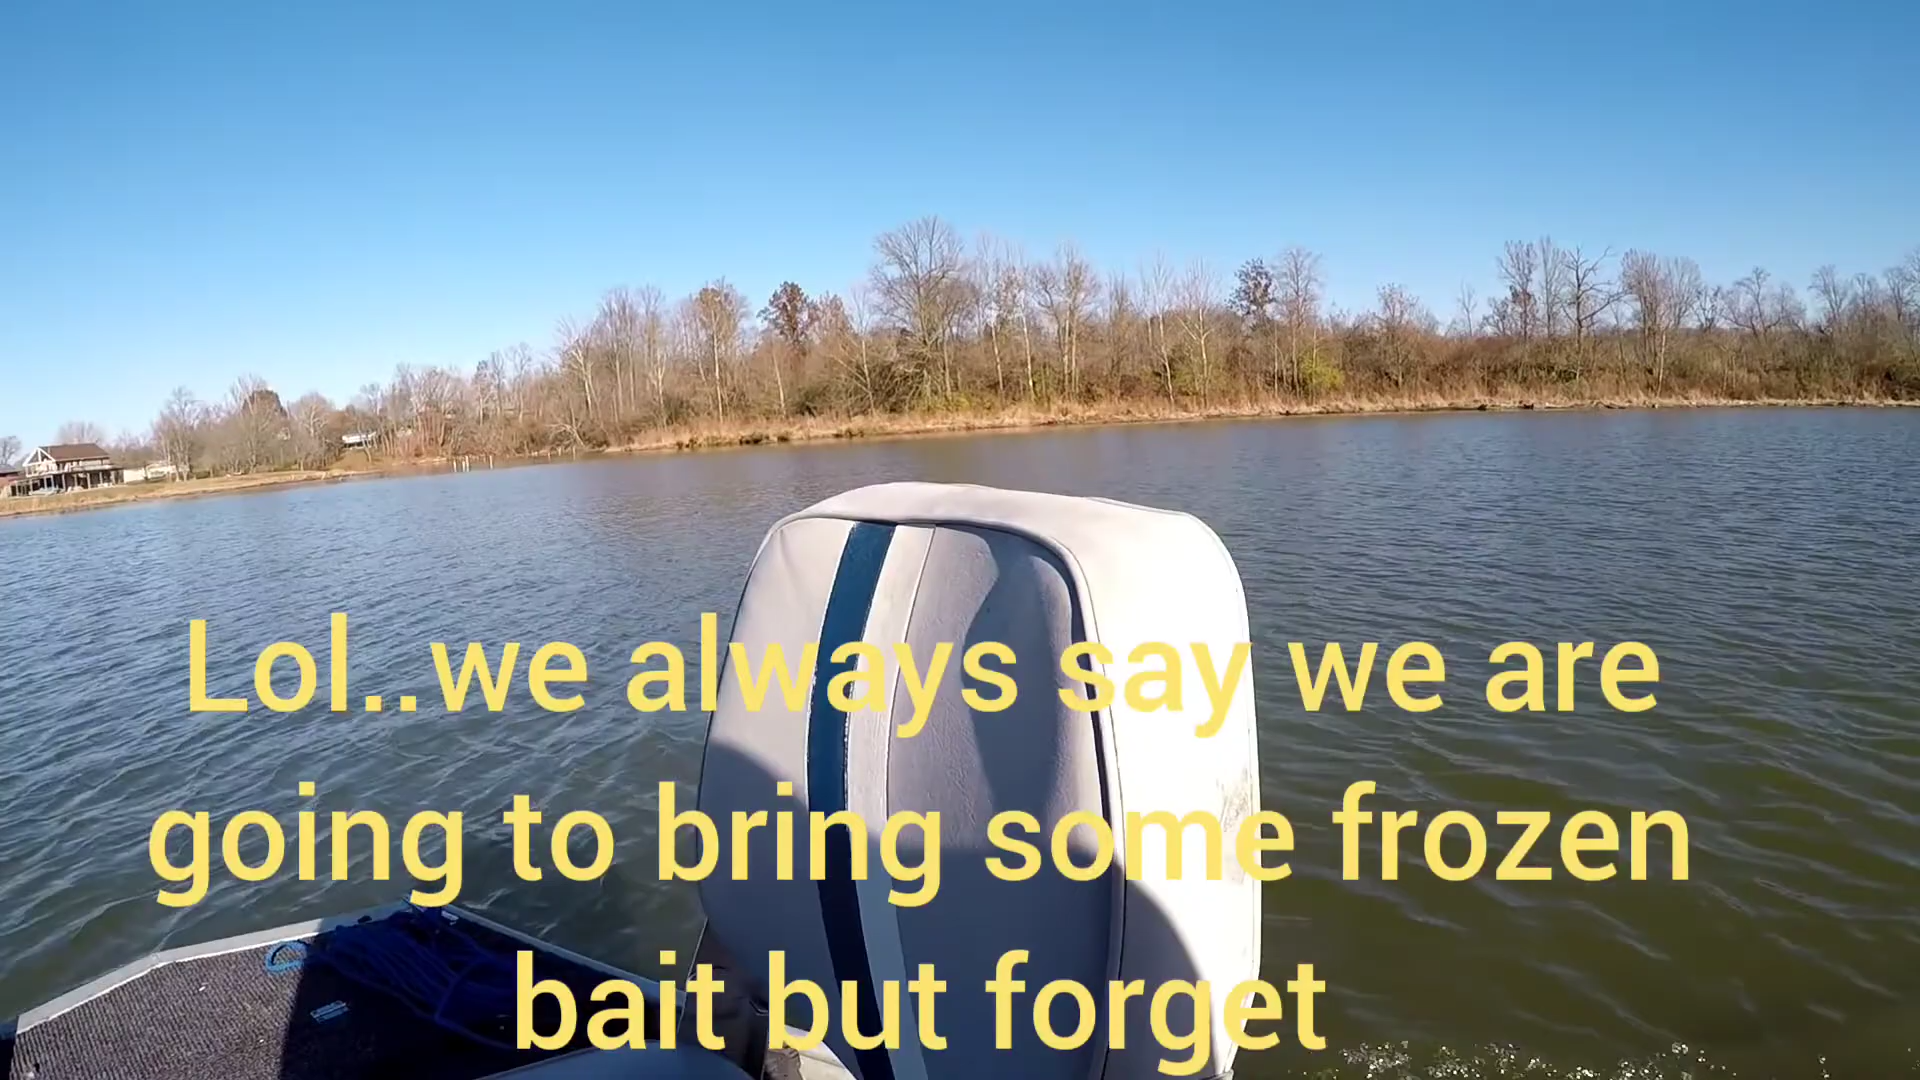 Lol..we always say we are
going to bring some frozen
bait but forget